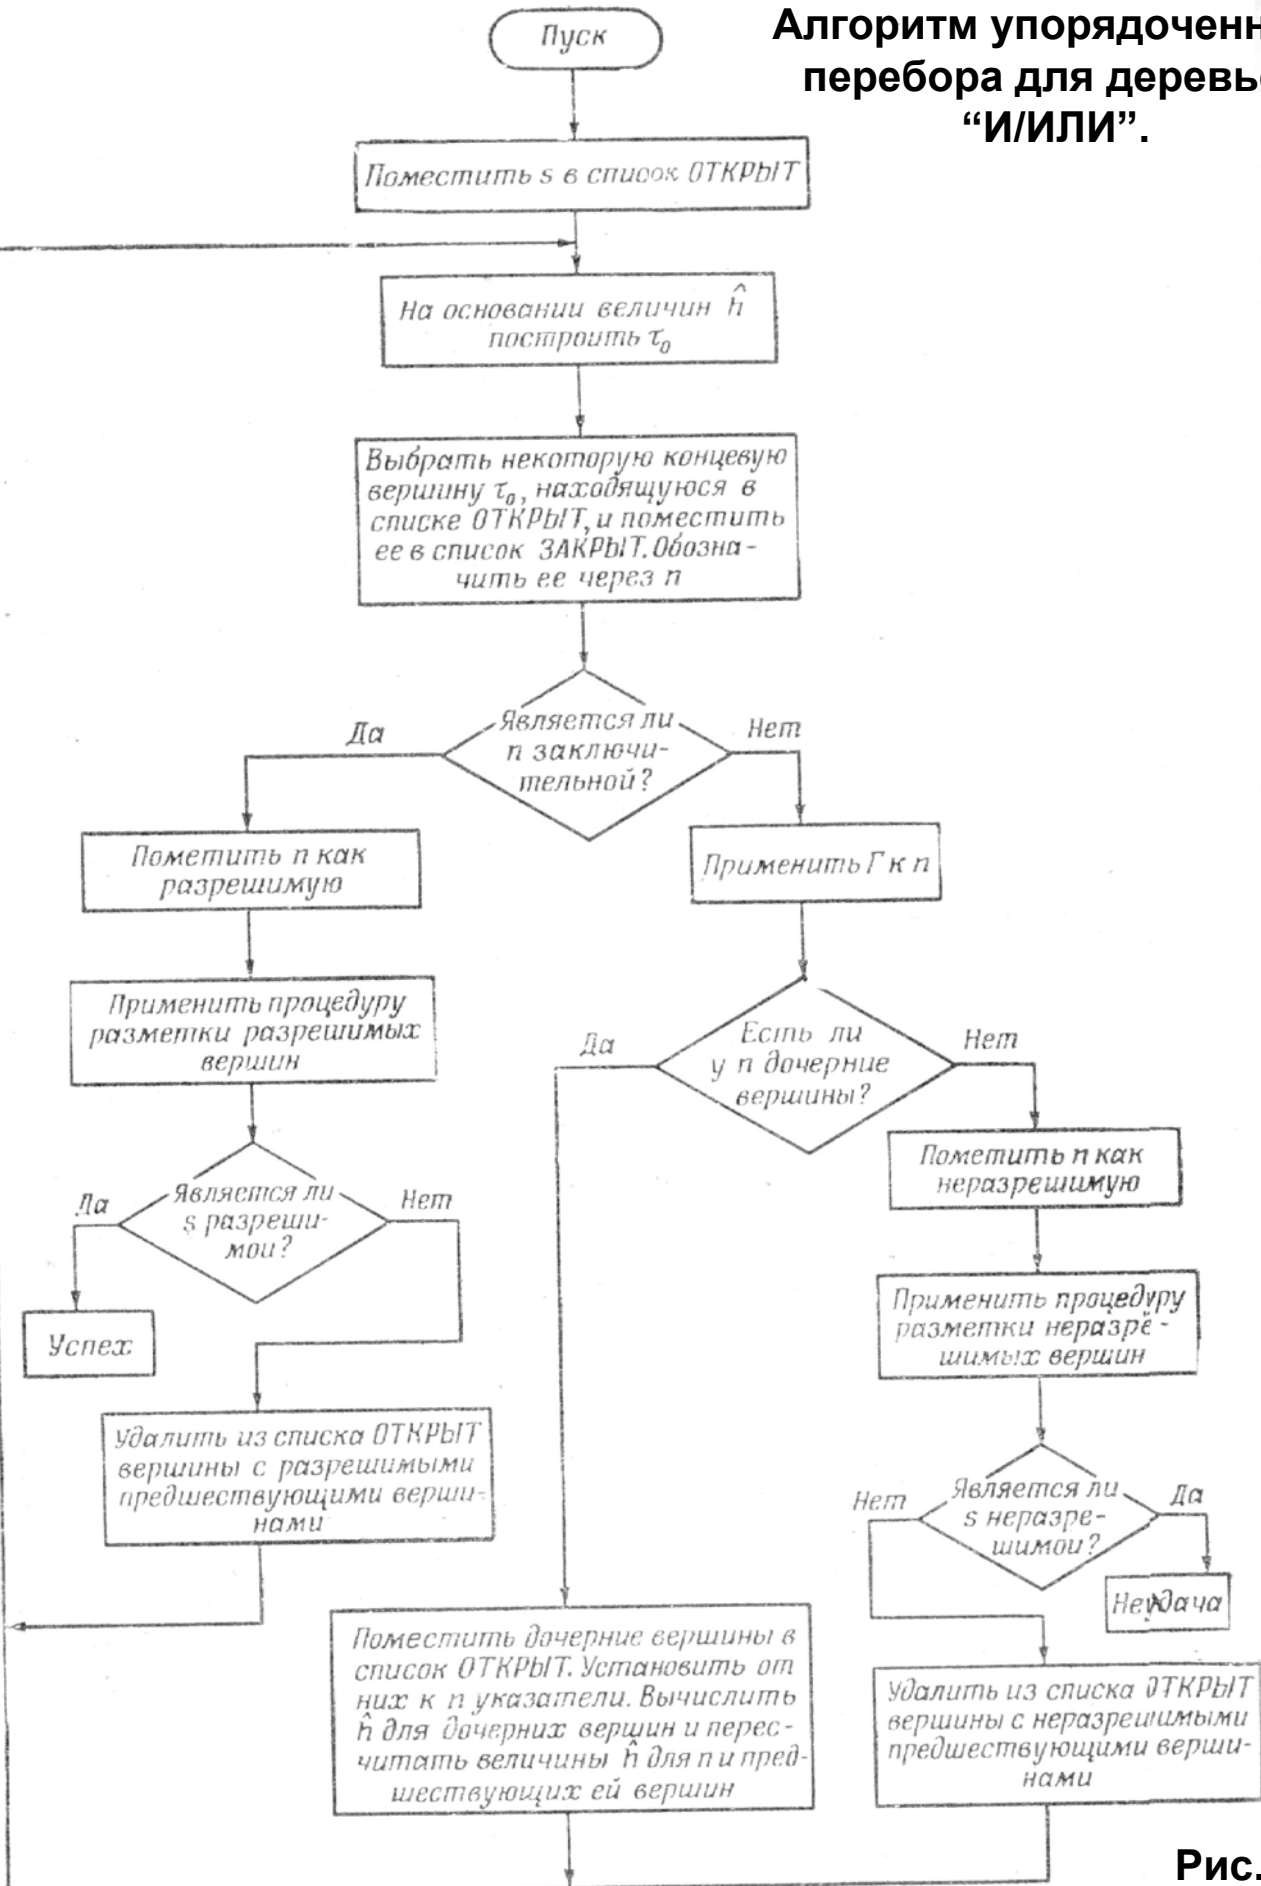 Алгоритм упорядоченн
перебора для деревье
“И/ИЛИ”.
Пуск
Поместить s в список ОТКРЫТ
На основании величин ĥ
построить τ₀
Выбрать некоторую концевую
вершину τ₀, находящуюся в
списке ОТКРЫТ, и поместить
ее в список ЗАКРЫТ. Обозна-
чить ее через n
Является ли
n заключи-
тельной?
Да
Нет
Пометить n как
разрешимую
Применить Г к n
Применить процедуру
разметки разрешимых
вершин
Есть ли
у n дочерние
вершины?
Да
Нет
Пометить n как
неразрешимую
Является ли
s разреши-
мой?
Да
Нет
Успех
Применить процедуру
разметки неразре-
шимых вершин
Удалить из списка ОТКРЫТ
вершины с разрешимыми
предшествующими верши-
нами
Является ли
s неразре-
шимой?
Нет
Да
Неудача
Поместить дочерние вершины в
список ОТКРЫТ. Установить от
них к n указатели. Вычислить
ĥ для дочерних вершин и перес-
читать величины ĥ для n и пред-
шествующих ей вершин
Удалить из списка ОТКРЫТ
вершины с неразрешимыми
предшествующими верши-
нами
Рис.